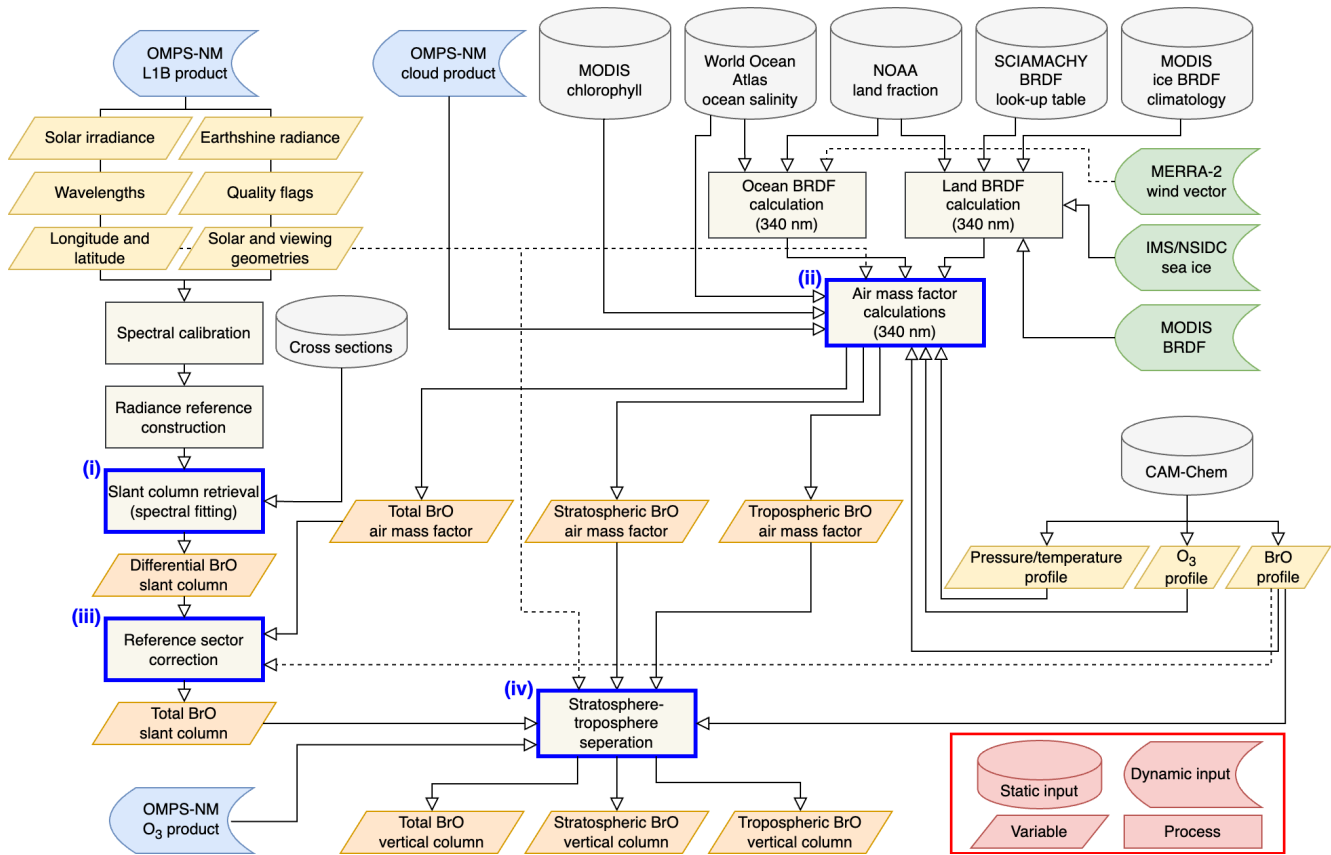 OMPS-NM
L1B product
OMPS-NM
cloud product
MODIS
chlorophyll
World Ocean
Atlas
ocean salinity
NOAA
land fraction
SCIAMACHY
BRDF
look-up table
MODIS
ice BRDF
climatology
Solar irradiance
Earthshine radiance
Wavelengths
Quality flags
Longitude and
latitude
Solar and viewing
geometries
Ocean BRDF
calculation
(340 nm)
Land BRDF
calculation
(340 nm)
MERRA-2
wind vector
IMS/NSIDC
sea ice
MODIS
BRDF
(ii)
Air mass factor
calculations
(340 nm)
Spectral calibration
Cross sections
Radiance reference
construction
(i)
Slant column retrieval
(spectral fitting)
Total BrO
air mass factor
Stratospheric BrO
air mass factor
Tropospheric BrO
air mass factor
CAM-Chem
Pressure/temperature
profile
O3
profile
BrO
profile
Differential BrO
slant column
(iii)
Reference sector
correction
Total BrO
slant column
(iv)
Stratosphere-
troposphere
seperation
OMPS-NM
O3 product
Total BrO
vertical column
Stratospheric BrO
vertical column
Tropospheric BrO
vertical column
Static input
Dynamic input
Variable
Process